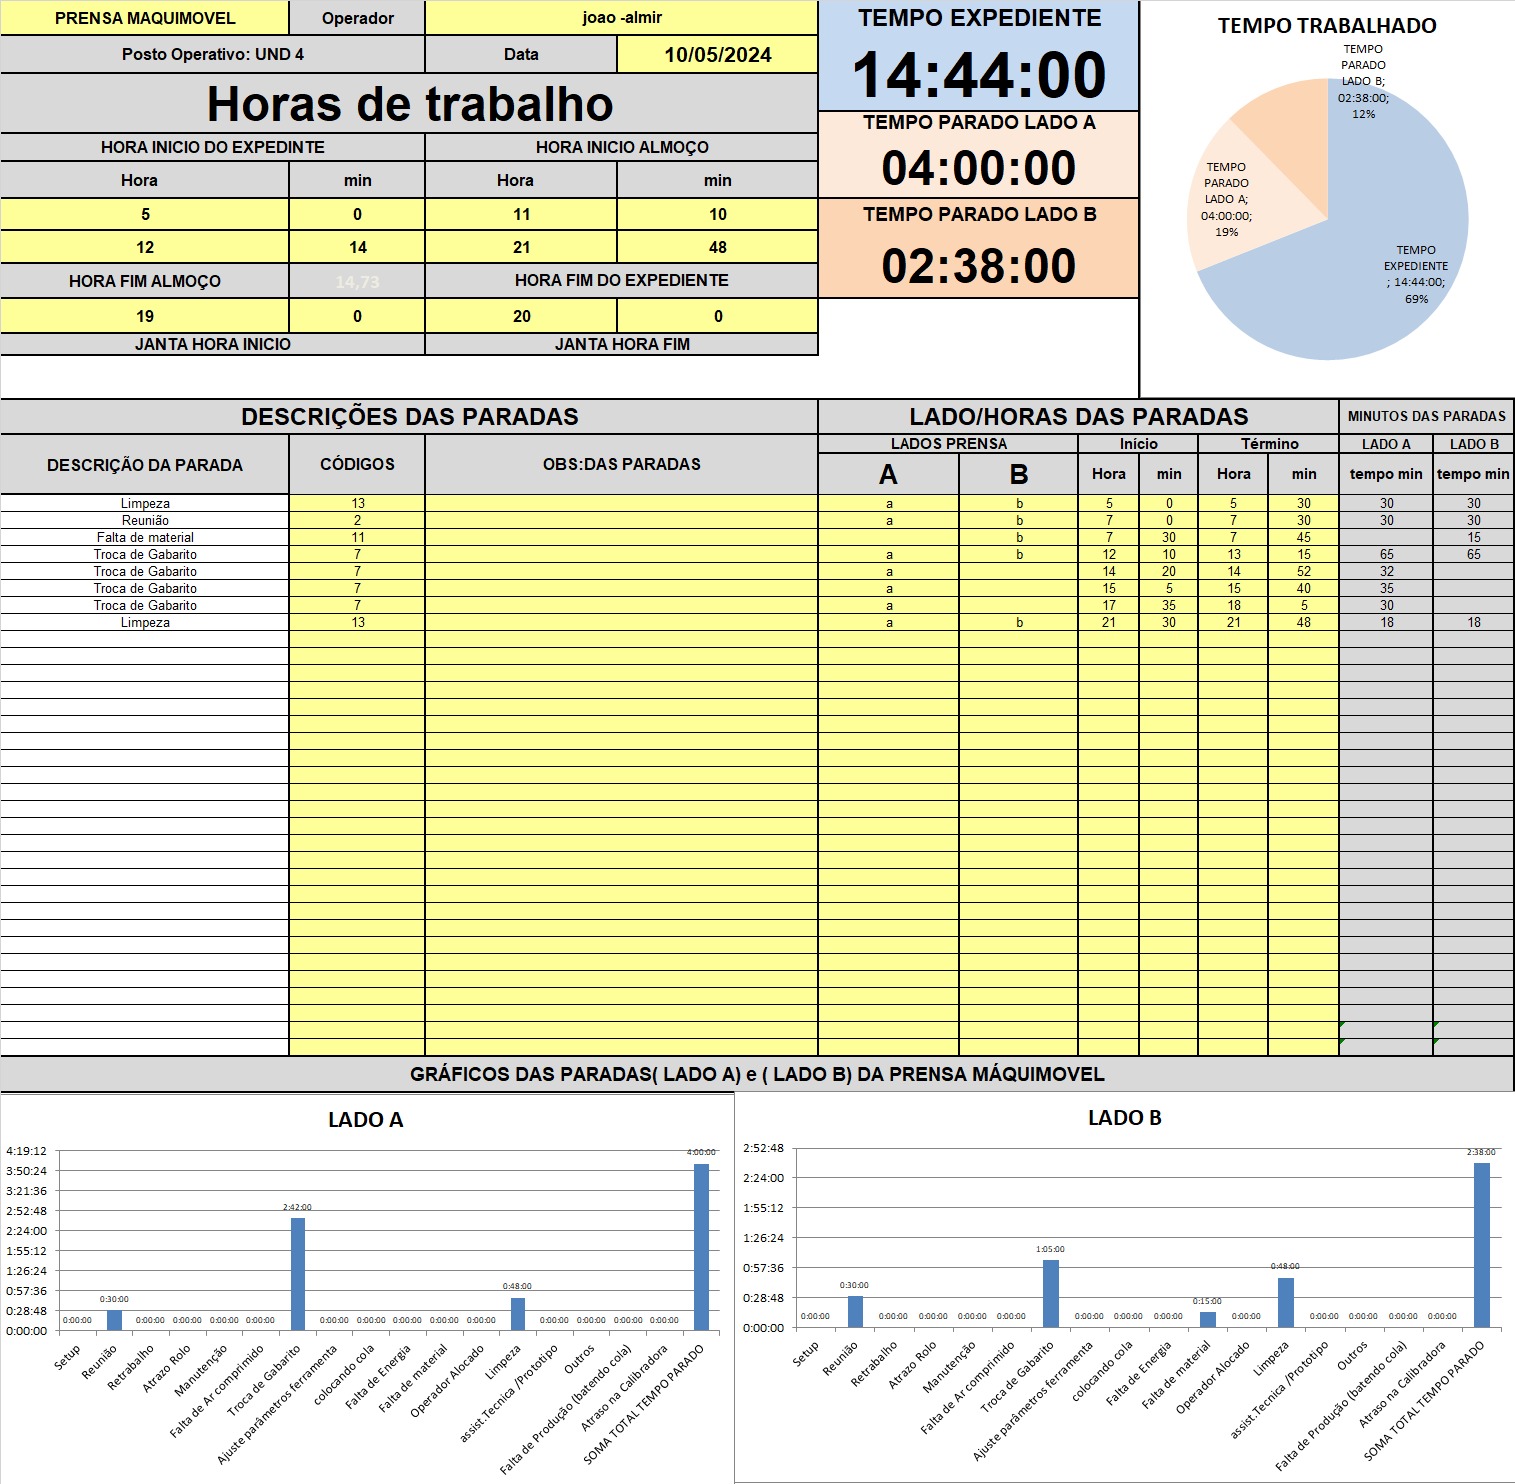 PRENSA MAQUIMOVEL Operador joao -almir
Posto Operativo: UND 4 Data 10/05/2024
Horas de trabalho
HORA INICIO DO EXPEDINTE HORA INICIO ALMOÇO
Hora min Hora min
5 0 11 10
12 14 21 48
HORA FIM ALMOÇO 14,73 HORA FIM DO EXPEDIENTE
19 0 20 0
JANTA HORA INICIO JANTA HORA FIM
TEMPO EXPEDIENTE
14:44:00
TEMPO PARADO LADO A
04:00:00
TEMPO PARADO LADO B
02:38:00
TEMPO TRABALHADO
TEMPO
PARADO
LADO B;
02:38:00;
12%
TEMPO
PARADO
LADO A;
04:00:00;
19%
TEMPO
EXPEDIENTE
; 14:44:00;
69%
DESCRIÇÕES DAS PARADAS LADO/HORAS DAS PARADAS MINUTOS DAS PARADAS
DESCRIÇÃO DA PARADA CÓDIGOS OBS:DAS PARADAS LADOS PRENSA Início Término LADO A LADO B
A B Hora min Hora min tempo min tempo min
Limpeza 13 a b 5 0 5 30 30 30
Reunião 2 a b 7 0 7 30 30 30
Falta de material 11 b 7 30 7 45 15
Troca de Gabarito 7 a b 12 10 13 15 65 65
Troca de Gabarito 7 a 14 20 14 52 32
Troca de Gabarito 7 a 15 5 15 40 35
Troca de Gabarito 7 a 17 35 18 5 30
Limpeza 13 a b 21 30 21 48 18 18
GRÁFICOS DAS PARADAS( LADO A) e ( LADO B) DA PRENSA MÁQUIMOVEL
LADO A
4:19:12
3:50:24
3:21:36
2:52:48
2:24:00
1:55:12
1:26:24
0:57:36
0:28:48
0:00:00
0:00:00 0:30:00 0:00:00 0:00:00 0:00:00 0:00:00 2:42:00 0:00:00 0:00:00 0:00:00 0:00:00 0:00:00 0:48:00 0:00:00 0:00:00 0:00:00 0:00:00 4:00:00
Setup
Reunião
Retrabalho
Atrazo Rolo
Manutenção
Falta de Ar comprimido
Troca de Gabarito
Ajuste parâmetros ferramenta
colocando cola
Falta de Energia
Falta de material
Operador Alocado
Limpeza
assist.Tecnica /Prototipo
Outros
Falta de Produção (batendo cola)
Atraso na Calibradora
SOMA TOTAL TEMPO PARADO
LADO B
2:52:48
2:24:00
1:55:12
1:26:24
0:57:36
0:28:48
0:00:00
0:00:00 0:30:00 0:00:00 0:00:00 0:00:00 0:00:00 1:05:00 0:00:00 0:00:00 0:00:00 0:15:00 0:00:00 0:48:00 0:00:00 0:00:00 0:00:00 0:00:00 2:38:00
Setup
Reunião
Retrabalho
Atrazo Rolo
Manutenção
Falta de Ar comprimido
Troca de Gabarito
Ajuste parâmetros ferramenta
colocando cola
Falta de Energia
Falta de material
Operador Alocado
Limpeza
assist.Tecnica /Prototipo
Outros
Falta de Produção (batendo cola)
Atraso na Calibradora
SOMA TOTAL TEMPO PARADO